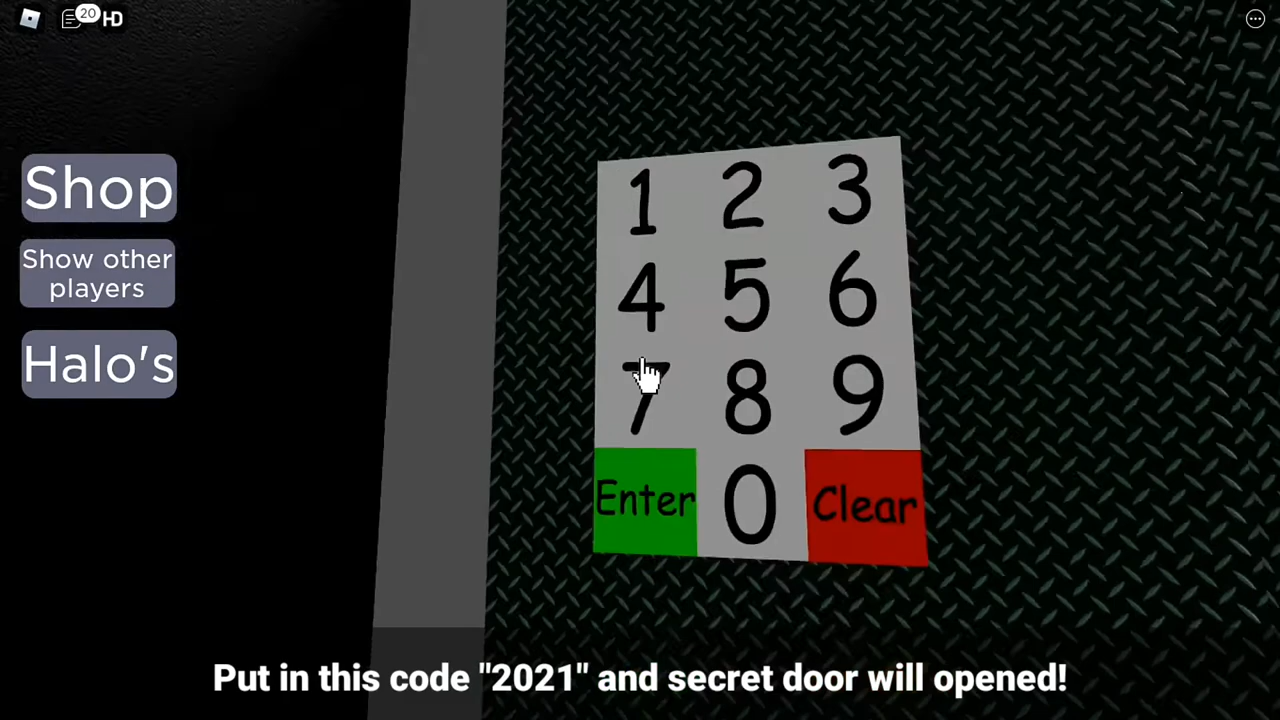 20
HD
Shop
Show other
players
Halo's
1 2 3
4 5 6
7 8 9
Enter 0 Clear
Put in this code "2021" and secret door will opened!